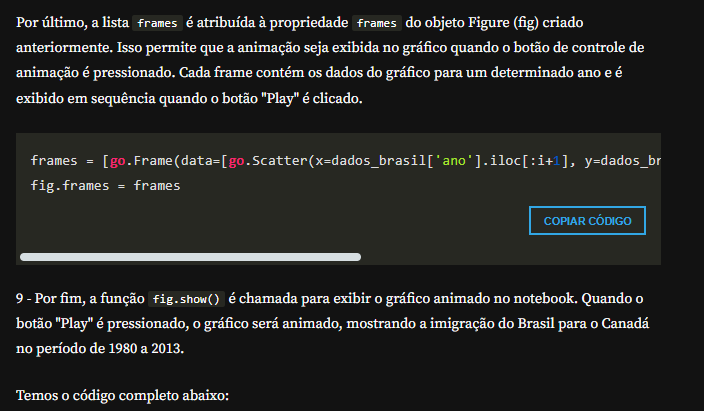 Por último, a lista frames é atribuída à propriedade frames do objeto Figure (fig) criado
anteriormente. Isso permite que a animação seja exibida no gráfico quando o botão de controle de
animação é pressionado. Cada frame contém os dados do gráfico para um determinado ano e é
exibido em sequência quando o botão "Play" é clicado.
frames = [go.Frame(data=[go.Scatter(x=dados_brasil['ano'].iloc[:i+1], y=dados_br
fig.frames = frames
COPIAR CÓDIGO
9 - Por fim, a função fig.show() é chamada para exibir o gráfico animado no notebook. Quando o
botão "Play" é pressionado, o gráfico será animado, mostrando a imigração do Brasil para o Canadá
no período de 1980 a 2013.
Temos o código completo abaixo: